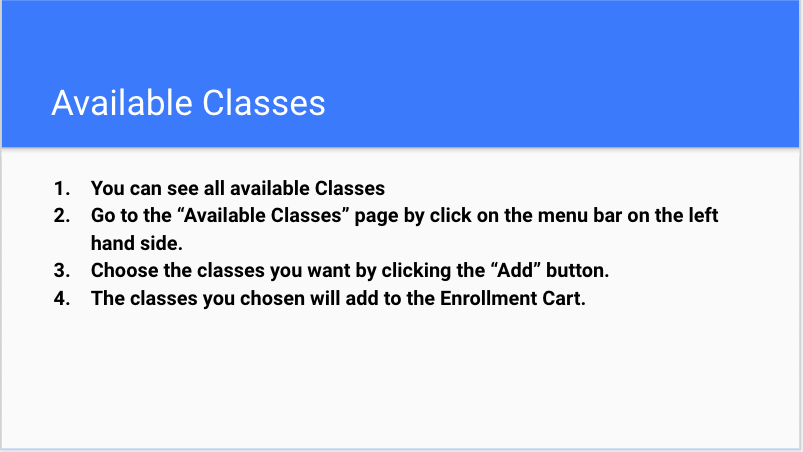 Available Classes
1. You can see all available Classes
2. Go to the “Available Classes” page by click on the menu bar on the left
hand side.
3. Choose the classes you want by clicking the “Add” button.
4. The classes you chosen will add to the Enrollment Cart.